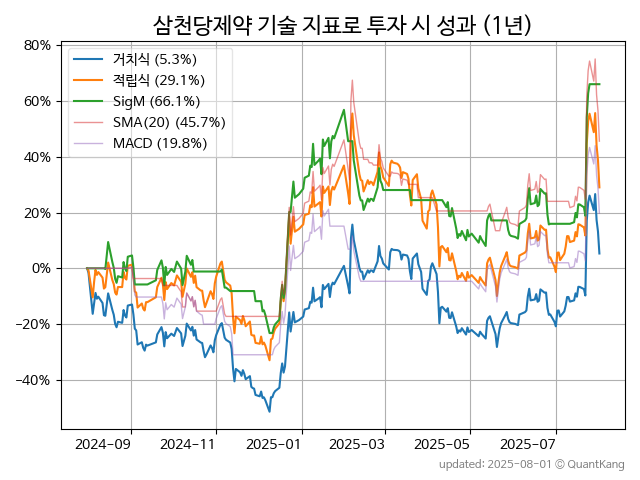 삼천당제약 기술 지표로 투자 시 성과 (1년)
거치식 (5.3%)
적립식 (29.1%)
SigM (66.1%)
SMA(20) (45.7%)
MACD (19.8%)
80%
60%
40%
20%
0%
−20%
−40%
2024-09 2024-11 2025-01 2025-03 2025-05 2025-07
updated: 2025-08-01 © QuantKang